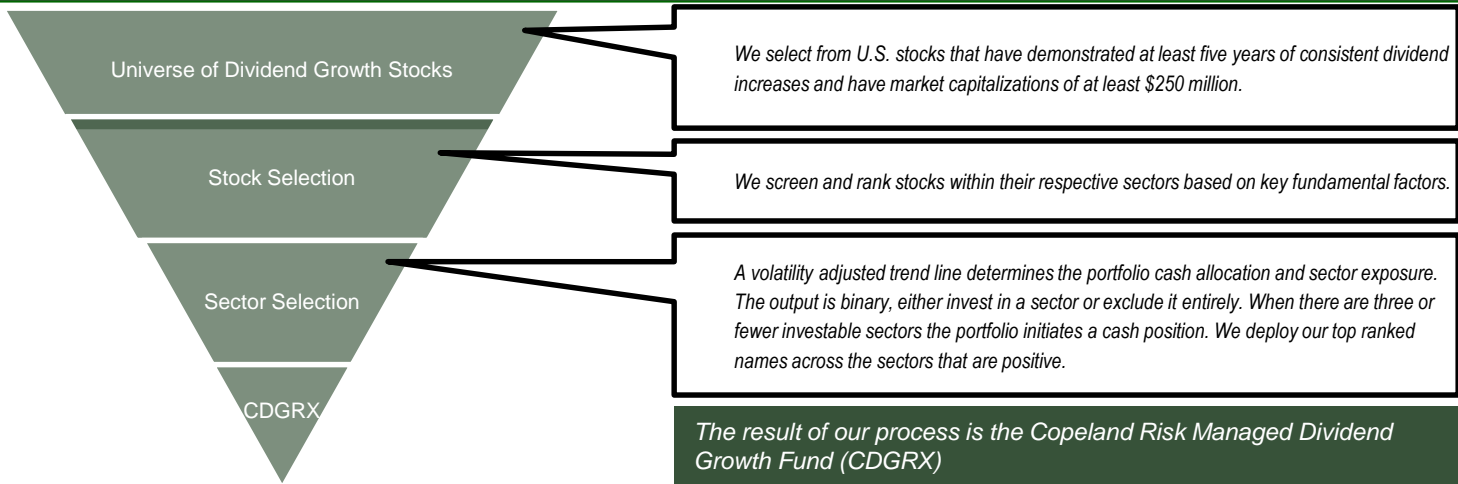 Universe of Dividend Growth Stocks
We select from U.S. stocks that have demonstrated at least five years of consistent dividend
increases and have market capitalizations of at least $250 million.
Stock Selection
We screen and rank stocks within their respective sectors based on key fundamental factors.
Sector Selection
A volatility adjusted trend line determines the portfolio cash allocation and sector exposure.
The output is binary, either invest in a sector or exclude it entirely. When there are three or
fewer investable sectors the portfolio initiates a cash position. We deploy our top ranked
names across the sectors that are positive.
CDGRX
The result of our process is the Copeland Risk Managed Dividend
Growth Fund (CDGRX)